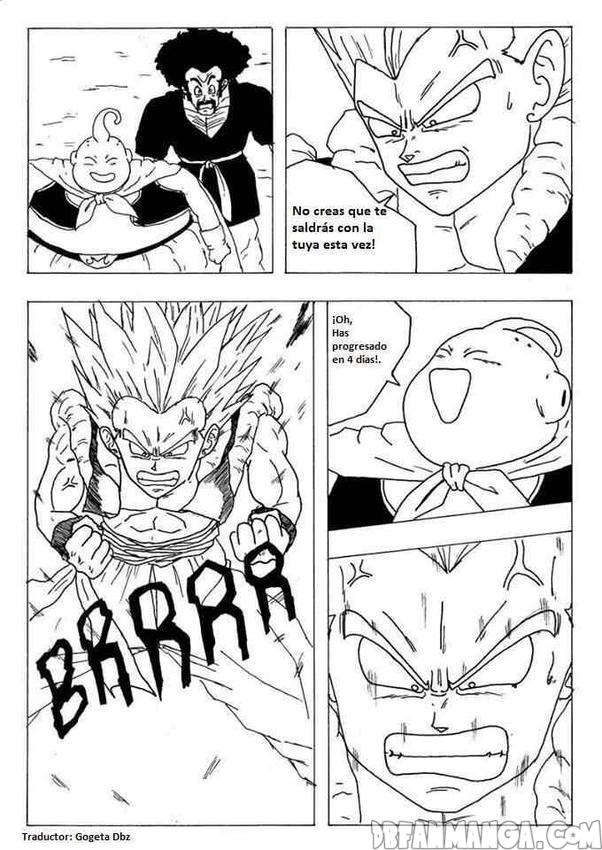 No creas que te
saldrás con la
tuya esta vez!
¡Oh,
Has
progresado
en 4 días!.
BRRRRR
Traductor: Gogeta Dbz
DBFANMANGA.COM